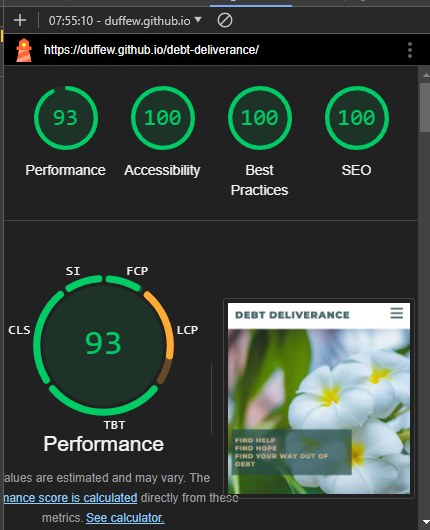 07:55:10 - duffew.github.io
https://duffew.github.io/debt-deliverance/
93
100
100
100
Performance
Accessibility
Best
Practices
SEO
SI
FCP
CLS
LCP
93
TBT
Performance
alues are estimated and may vary. The
mance score is calculated directly from these
metrics. See calculator.
DEBT DELIVERANCE
FIND HELP
FIND HOPE
FIND YOUR WAY OUT OF
DEBT